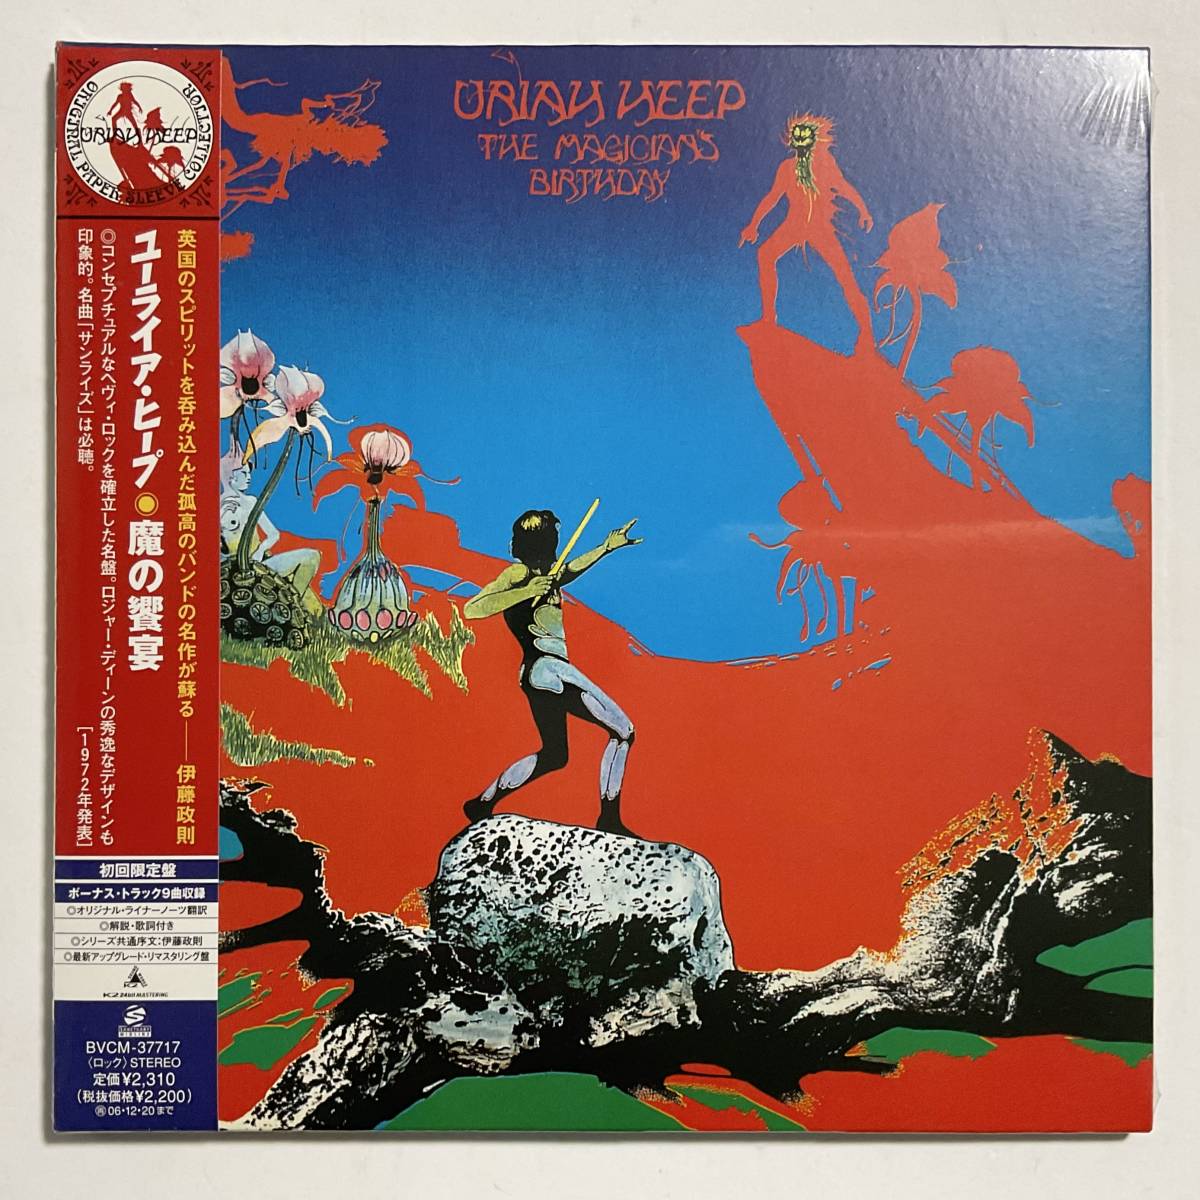 ORIGINAL PAPER SLEEVE COLLECTION
URIAH HEEP
英国のスピリットを呑み込んだ孤高のバンドの名作が蘇る——伊藤政則
ユーライア・ヒープ◉魔の饗宴
◎コンセプチュアルなヘヴィ・ロックを確立した名盤。ロジャー・ディーンの秀逸なデザインも
印象的。名曲「サンライズ」は必聴。
[1972年発表]
初回限定盤
ボーナス・トラック9曲収録
◎オリジナル・ライナーノーツ翻訳
◎解説・歌詞付き
◎シリーズ共通序文：伊藤政則
◎最新アップグレード・リマスタリング盤
K2 24bit MASTERING
SANCTUARY
MIDLINE
BVCM-37717
〈ロック〉STEREO
定価¥2,310
(税抜価格¥2,200)
㊢06・12・20まで
URIAH HEEP
THE MAGICIAN'S
BIRTHDAY